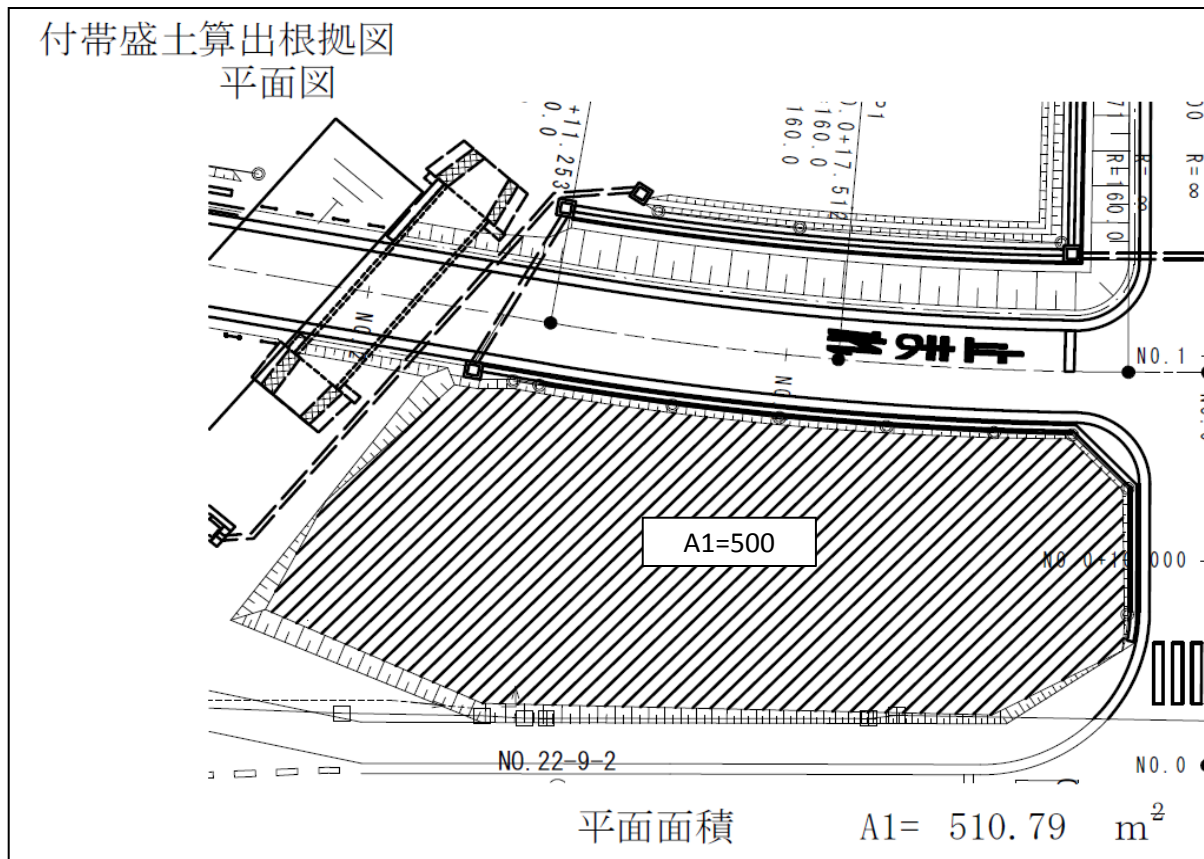 付帯盛土算出根拠図
平面図
+11.253
0.0
P1
0.0+17.512
=160.0
160.0
R=160.0
R=∞
R=∞
NO.1
A1=500
NO.22-9-2
NO.0
平面面積 A1= 510.79 m2